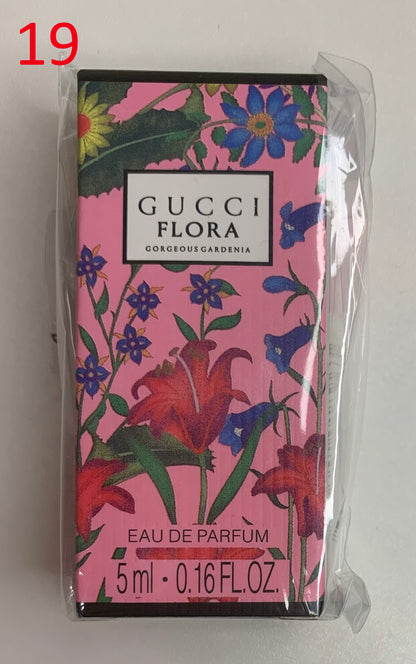 19
GUCCI
FLORA
GORGEOUS GARDENIA
EAU DE PARFUM
5 ml • 0.16 FL.OZ.